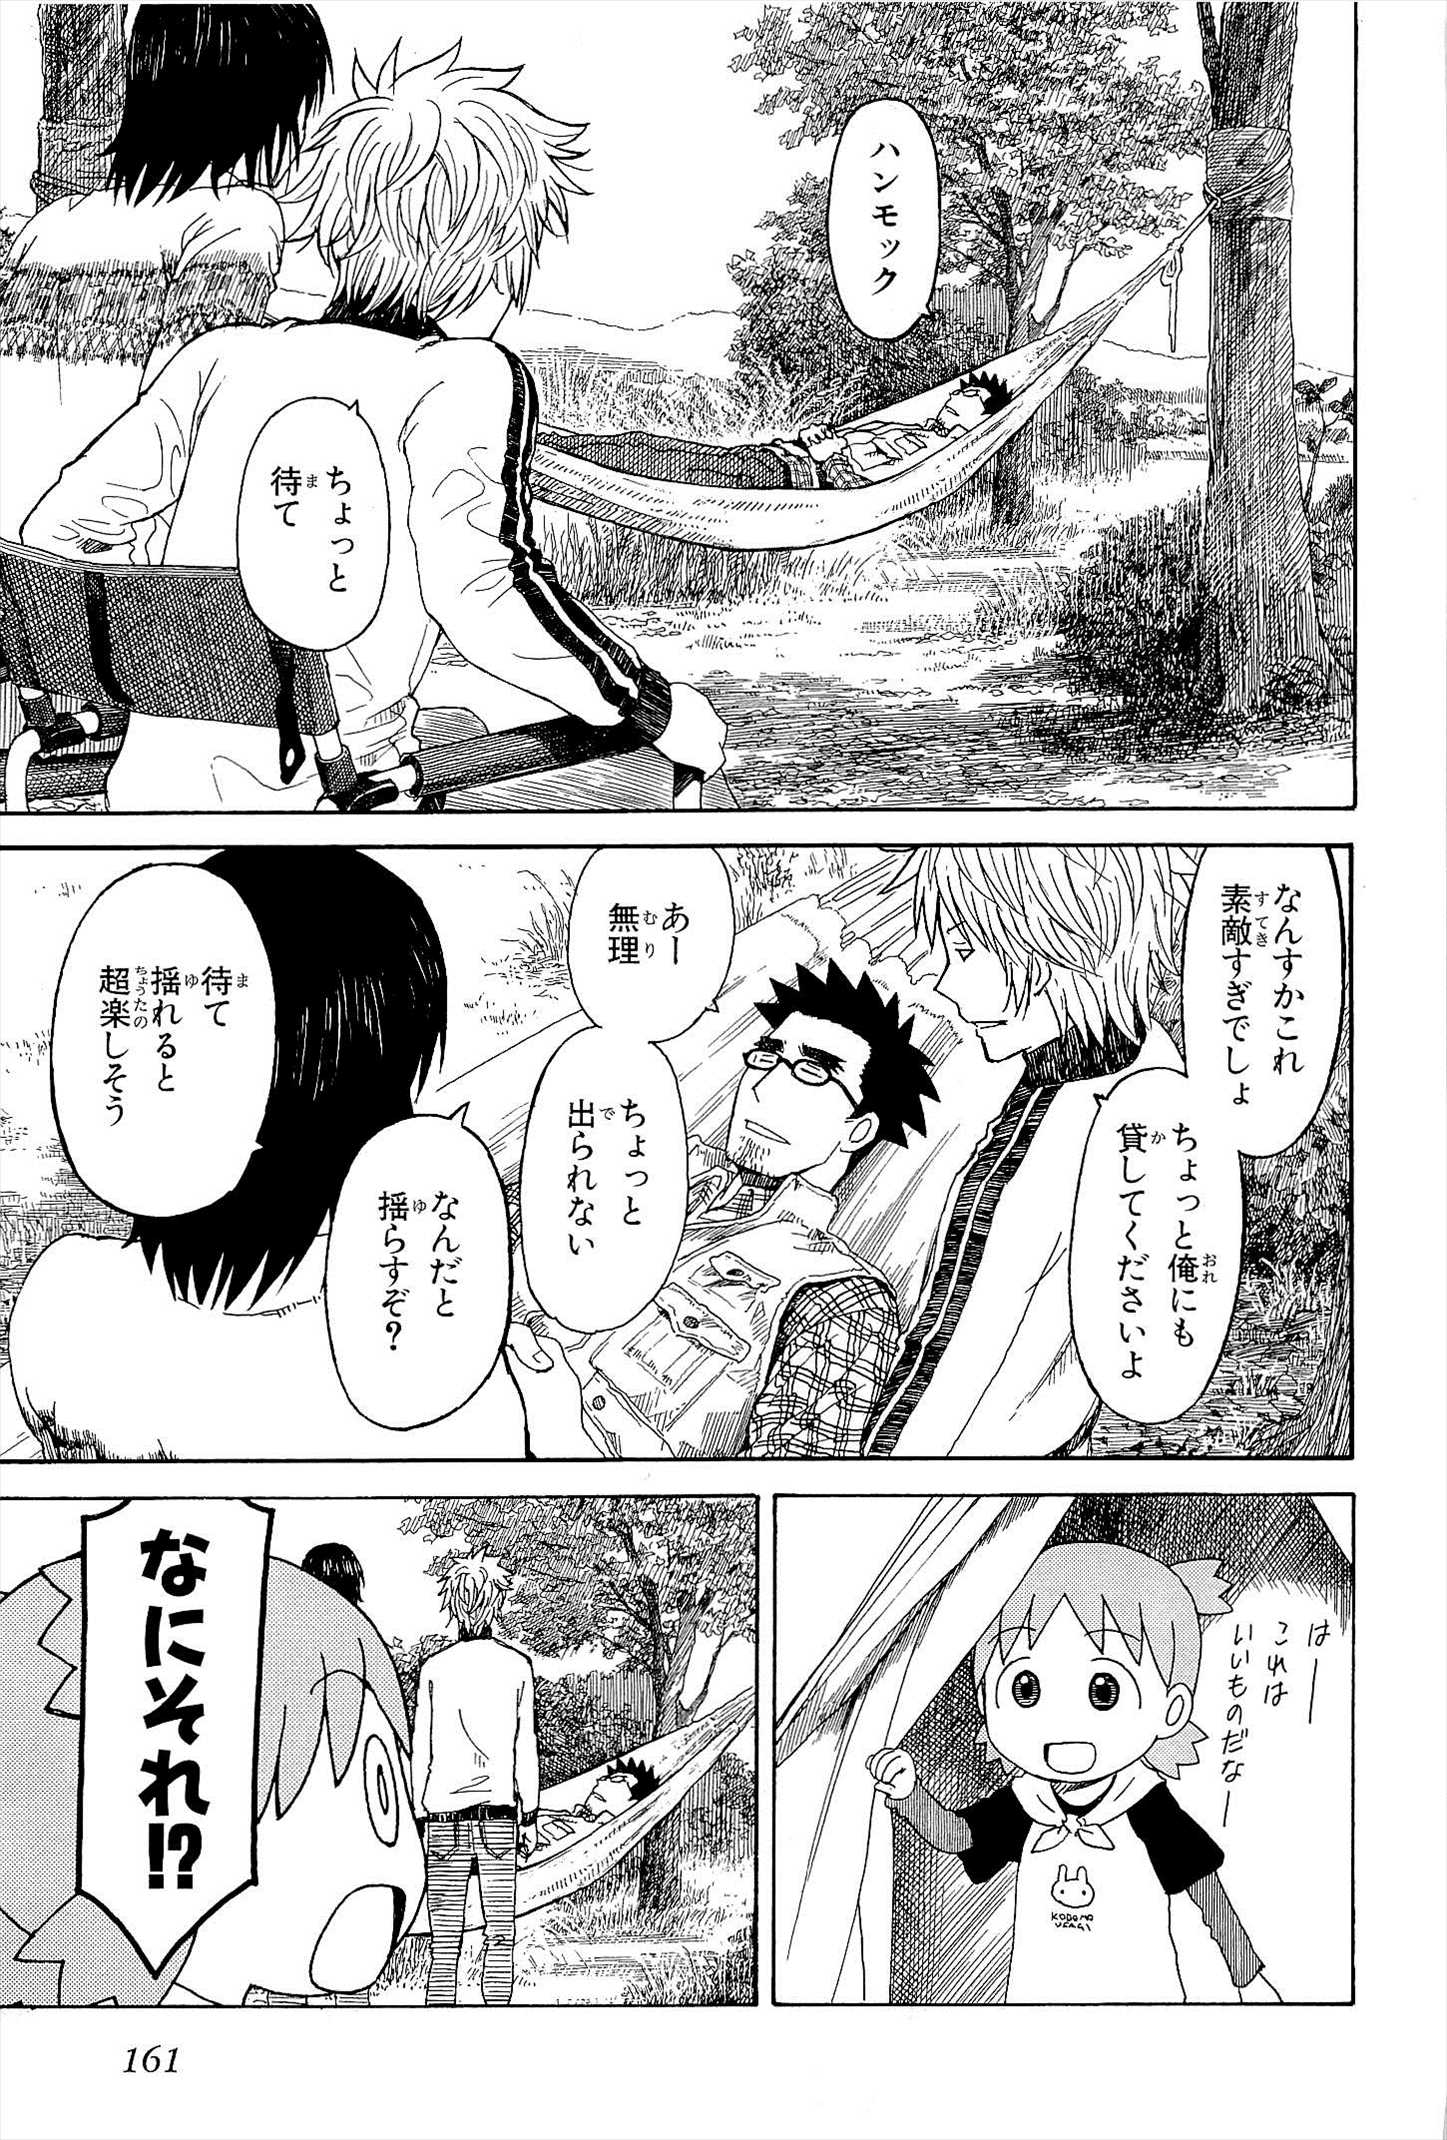 ハンモック
ちょっと
待て
なんすかこれ
素敵すぎでしょ
ちょっと俺にも
貸してくださいよ
あー
無理
ちょっと
出られない
なんだと
揺らすぞ？
待て
揺れると
超楽しそう
はー
これは
いいものだなー
KODOMO
USAGI
なにそれ!?
161